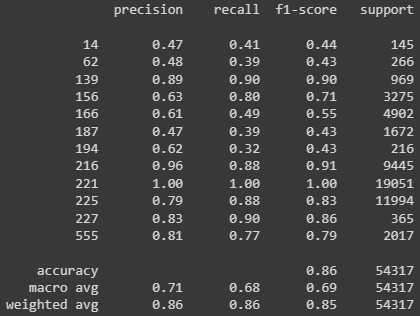 precision recall f1-score support
14 0.47 0.41 0.44 145
62 0.48 0.39 0.43 266
139 0.89 0.90 0.90 969
156 0.63 0.80 0.71 3275
166 0.61 0.49 0.55 4902
187 0.47 0.39 0.43 1672
194 0.62 0.32 0.43 216
216 0.96 0.88 0.91 9445
221 1.00 1.00 1.00 19051
225 0.79 0.88 0.83 11994
227 0.83 0.90 0.86 365
555 0.81 0.77 0.79 2017
accuracy 0.86 54317
macro avg 0.71 0.68 0.69 54317
weighted avg 0.86 0.86 0.85 54317